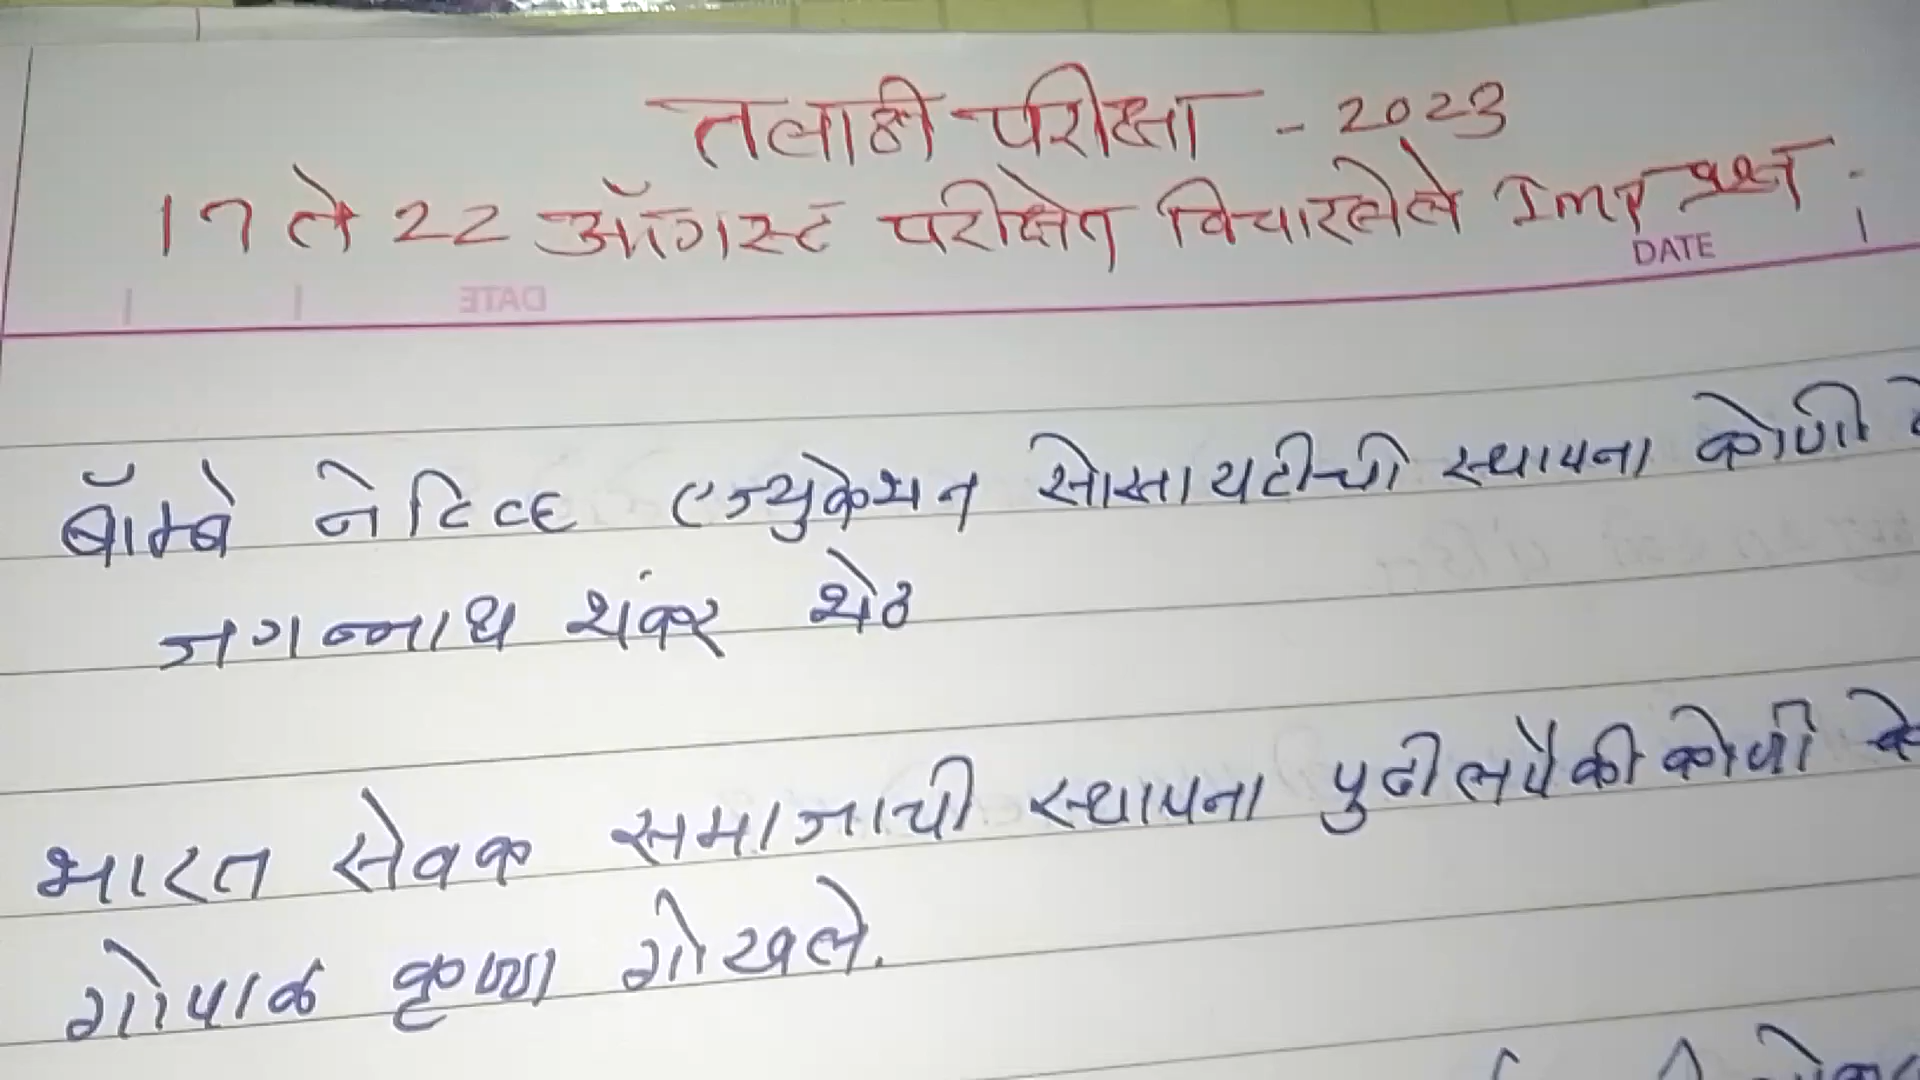 तलाठी परीक्षा - 2023
17 ते 22 ऑगस्ट परीक्षेत विचारलेले Imp प्रश्न.
DATE
DATE
बॉम्बे नेटिव्ह एज्युकेशन सोसायटीची स्थापना कोणी
जगन्नाथ शंकर शेठ
भारत सेवक समाजाची स्थापना पुढीलपैकी कोणी के
गोपाळ कृष्ण गोखले.